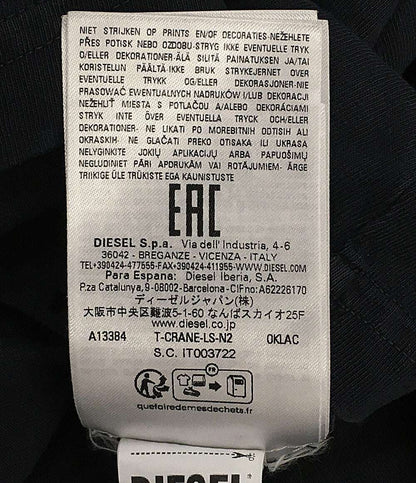 NIET STRIJKEN OP PRINTS EN/OF DECORATIES-NEŽEHLETE
PŘES POTISK NEBO OZDOBU-STRYG IKKE EVENTUELLE TRYK
O/ELLER DEKORATIONER-ÄLÄ SILITÄ PAINATUKSEN JA/TAI
KORISTELUN PÄÄLTÄ-IKKE BRUK STRYKEJERNET OVER
EVENTUELLE TRYKK OG/ELLER DEKORASJONER-NIE
PRASOWAĆ EWENTUALNYCH NADRUKÓW I/LUB DEKORACJI
NEŽEHLIŤ MIESTA S POTLAČOU A/ALEBO DEKORÁCIAMI
STRYK INTE ÖVER EVENTUELLA TRYCK OCH/ELLER
DEKORATIONER- NE LIKATI PO MOREBITNIH ODTISIH ALI
OKRASKIH- NE GLAČATI PREKO OTISAKA ILI UKRASA
NELYGINKITE JOKIŲ APLIKACIJŲ ARBA PAPUOŠIMŲ
NEGLUDINIET PĀRI APDRUKĀM VAI ROTĀJUMIEM- ÄRGE
TRIIKIGE ÜLE TRÜKISTE EGA KAUNISTUSTE
EAC
DIESEL S.p.a. Via dell' Industria, 4-6
36042 - BREGANZE - VICENZA - ITALY
TEL+390424-477555-FAX+390424-411955-WWW.DIESEL.COM
Para Espana: Diesel Iberia, S.A.
P.za Catalunya,9-08002-Barcelona-CIFno:A62226170
ディーゼルジャパン(株)
大阪市中央区難波5-1-60 なんばスカイオ25F
www.diesel.co.jp
A13384 T-CRANE-LS-N2 0KLAC
S.C. IT003722
FR
quefairedemesdechets.fr
DIESEL